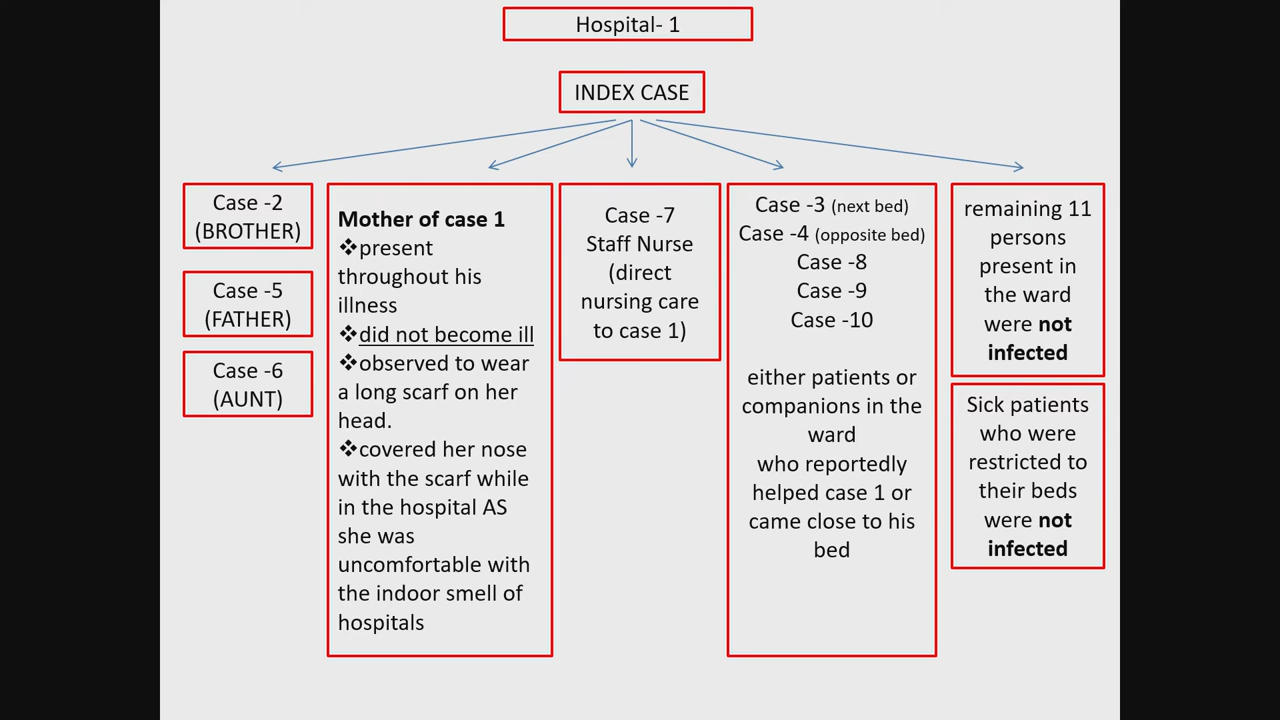 Hospital- 1
INDEX CASE
Case -2
(BROTHER)
Case -5
(FATHER)
Case -6
(AUNT)
Mother of case 1
❖present
throughout his
illness
❖did not become ill
❖observed to wear
a long scarf on her
head.
❖covered her nose
with the scarf while
in the hospital AS
she was
uncomfortable with
the indoor smell of
hospitals
Case -7
Staff Nurse
(direct
nursing care
to case 1)
Case -3 (next bed)
Case -4 (opposite bed)
Case -8
Case -9
Case -10
either patients or
companions in the
ward
who reportedly
helped case 1 or
came close to his
bed
remaining 11
persons
present in
the ward
were not
infected
Sick patients
who were
restricted to
their beds
were not
infected